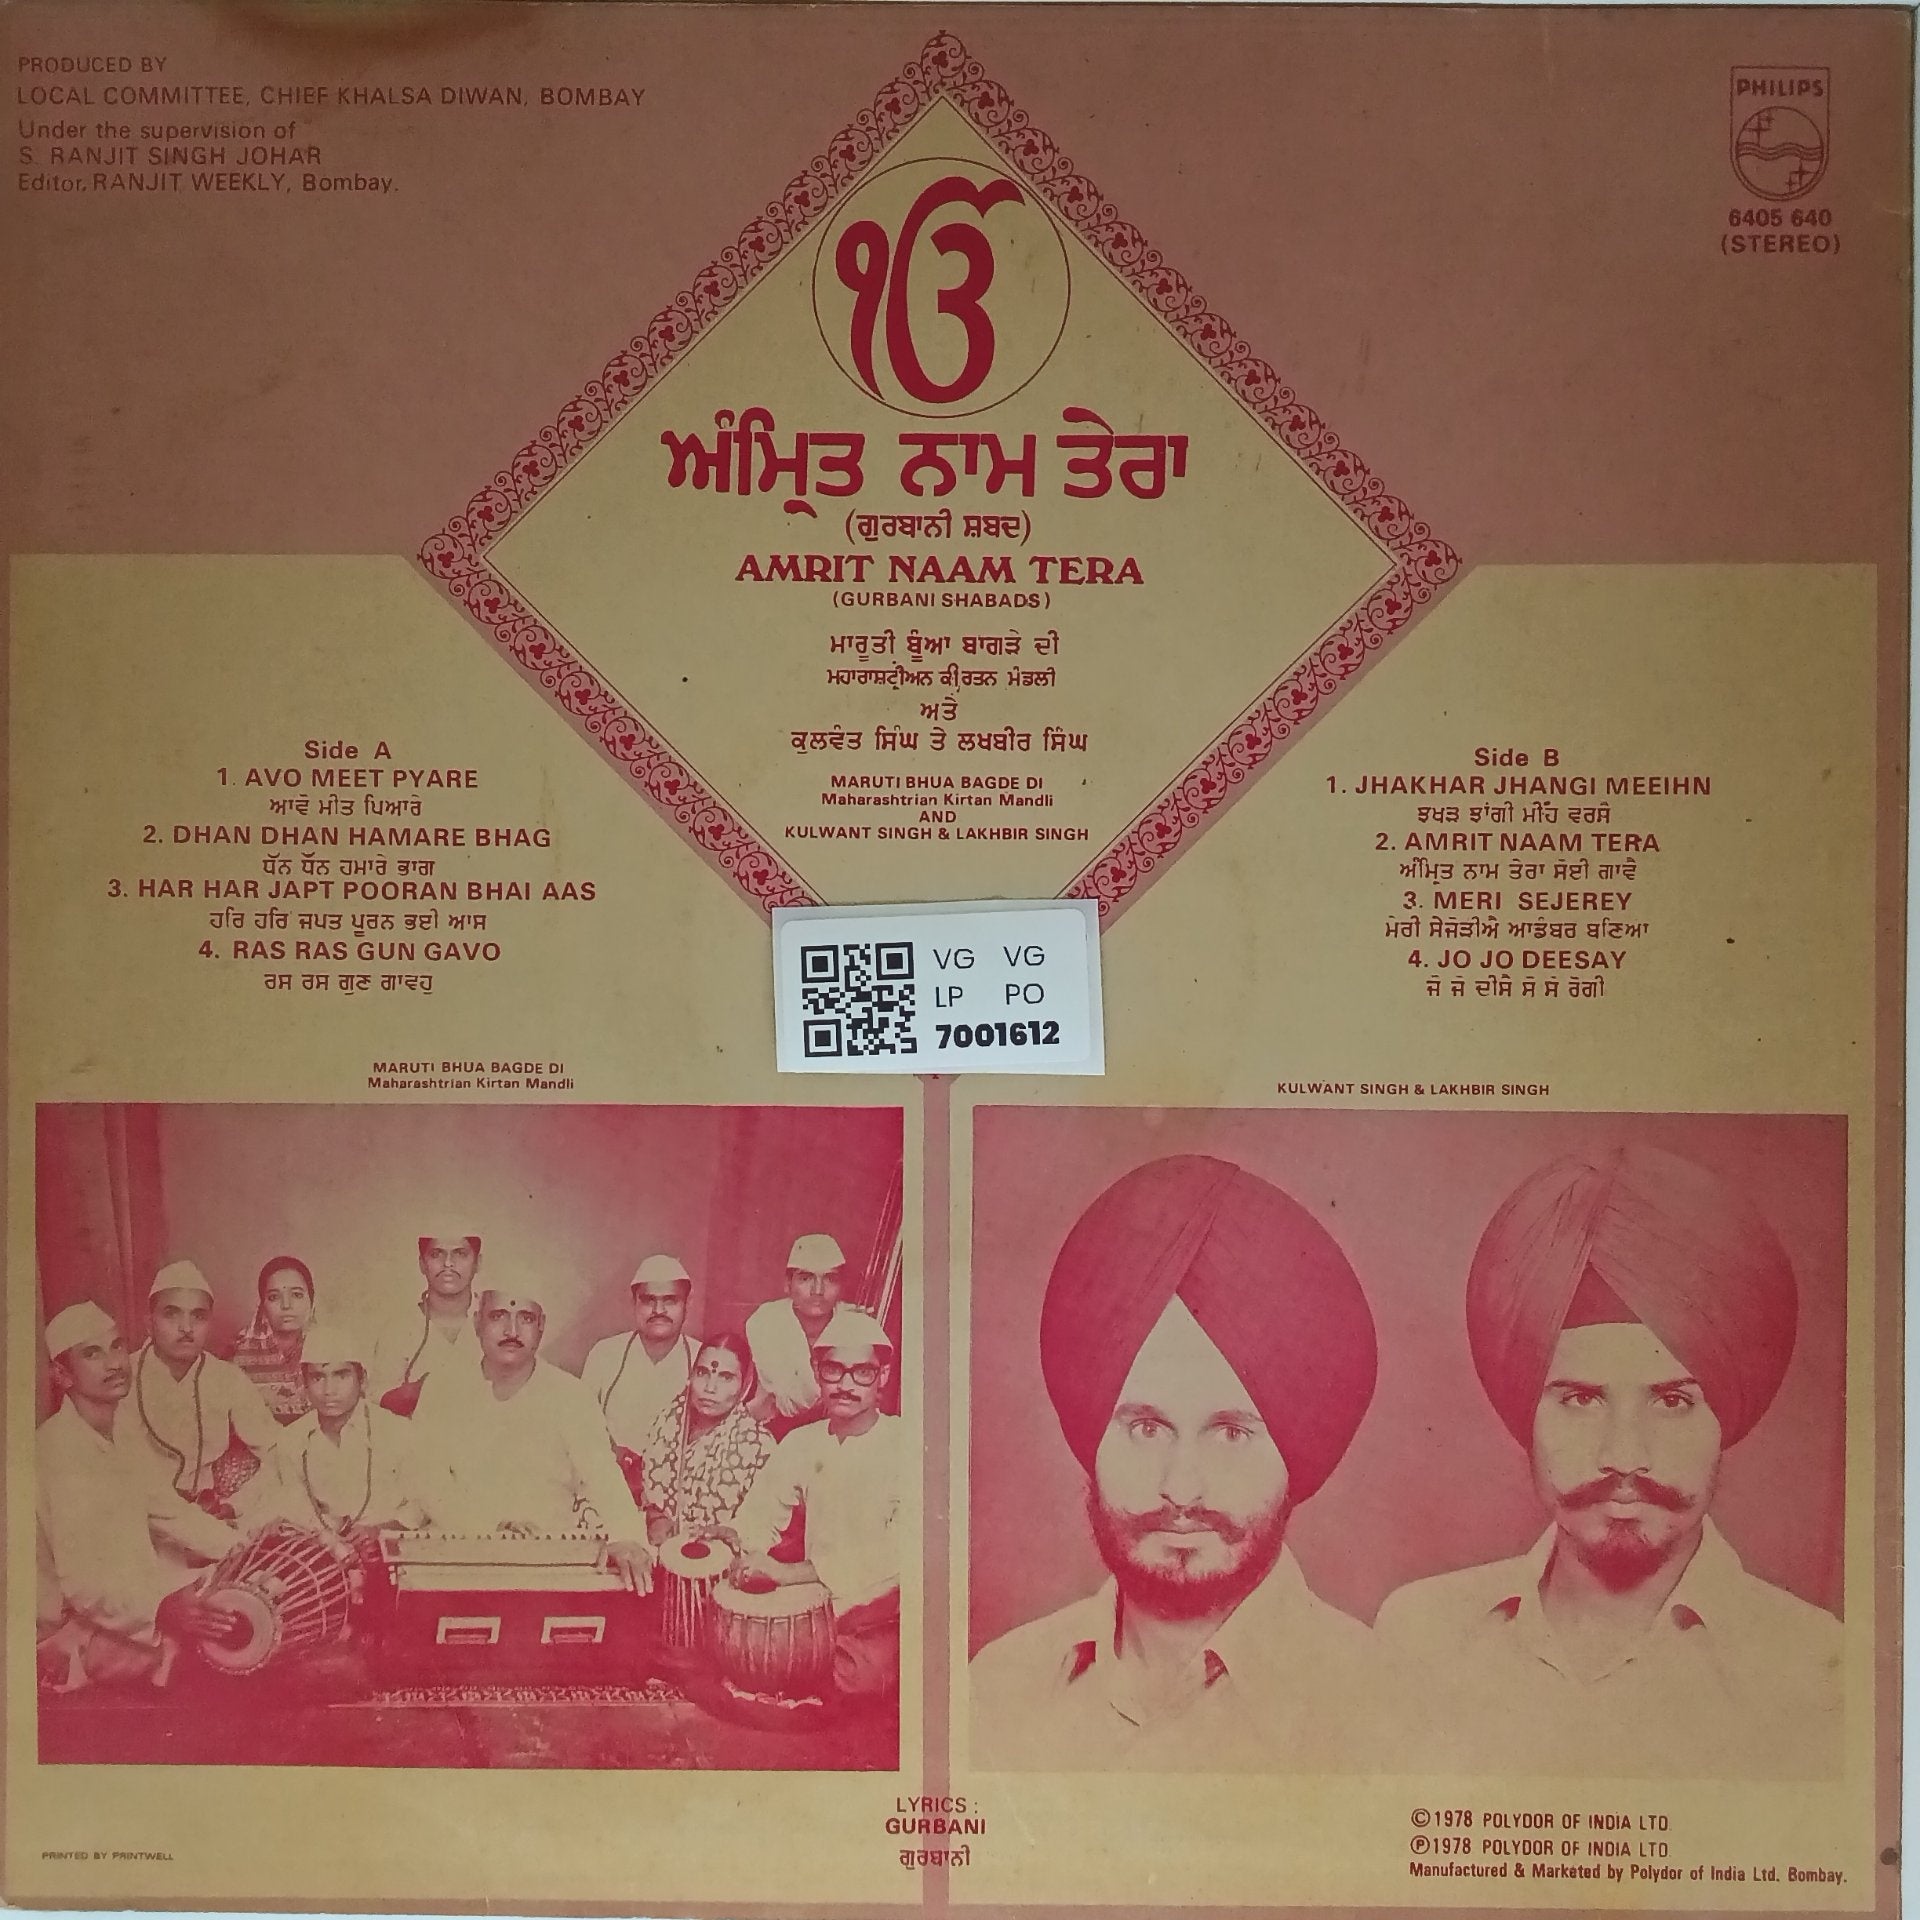 PRODUCED BY
LOCAL COMMITTEE, CHIEF KHALSA DIWAN, BOMBAY
Under the supervision of
S. RANJIT SINGH JOHAR
Editor, RANJIT WEEKLY, Bombay.
PHILIPS
6405 640
(STEREO)
ੴ
ਅੰਮ੍ਰਿਤ ਨਾਮ ਤੇਰਾ
(ਗੁਰਬਾਨੀ ਸ਼ਬਦ)
AMRIT NAAM TERA
(GURBANI SHABADS)
ਮਾਰੂਤੀ ਬੂੰਆ ਬਾਗੜੇ ਦੀ
ਮਹਾਰਾਸ਼ਟ੍ਰੀਅਨ ਕੀਰਤਨ ਮੰਡਲੀ
ਅਤੇ
ਕੁਲਵੰਤ ਸਿੰਘ ਤੇ ਲਖਬੀਰ ਸਿੰਘ
MARUTI BHUA BAGDE DI
Maharashtrian Kirtan Mandli
AND
KULWANT SINGH & LAKHBIR SINGH
Side A
1. AVO MEET PYARE
ਆਵੋ ਮੀਤ ਪਿਆਰੇ
2. DHAN DHAN HAMARE BHAG
ਧੰਨ ਧੰਨ ਹਮਾਰੇ ਭਾਗ
3. HAR HAR JAPT POORAN BHAI AAS
ਹਰਿ ਹਰਿ ਜਪਤ ਪੂਰਨ ਭਈ ਆਸ
4. RAS RAS GUN GAVO
ਰਸ ਰਸ ਗੁਣ ਗਾਵਹੁ
Side B
1. JHAKHAR JHANGI MEEIHN
ਝਖੜ ਝਾਂਗੀ ਮੀਂਹ ਵਰਸੈ
2. AMRIT NAAM TERA
ਅੰਮ੍ਰਿਤ ਨਾਮ ਤੇਰਾ ਸੋਈ ਗਾਵੈ
3. MERI SEJEREY
ਮੇਰੀ ਸੇਜੋੜੀਐ ਆਡੰਬਰ ਬਣਿਆ
4. JO JO DEESAY
ਜੋ ਜੋ ਦੀਸੈ ਸੋ ਸੋ ਰੋਗੀ
VG VG
LP PO
7001612
MARUTI BHUA BAGDE DI
Maharashtrian Kirtan Mandli
KULWANT SINGH & LAKHBIR SINGH
LYRICS :
GURBANI
ਗੁਰਬਾਨੀ
PRINTED BY PRINTWELL
©1978 POLYDOR OF INDIA LTD.
℗1978 POLYDOR OF INDIA LTD.
Manufactured & Marketed by Polydor of India Ltd. Bombay.